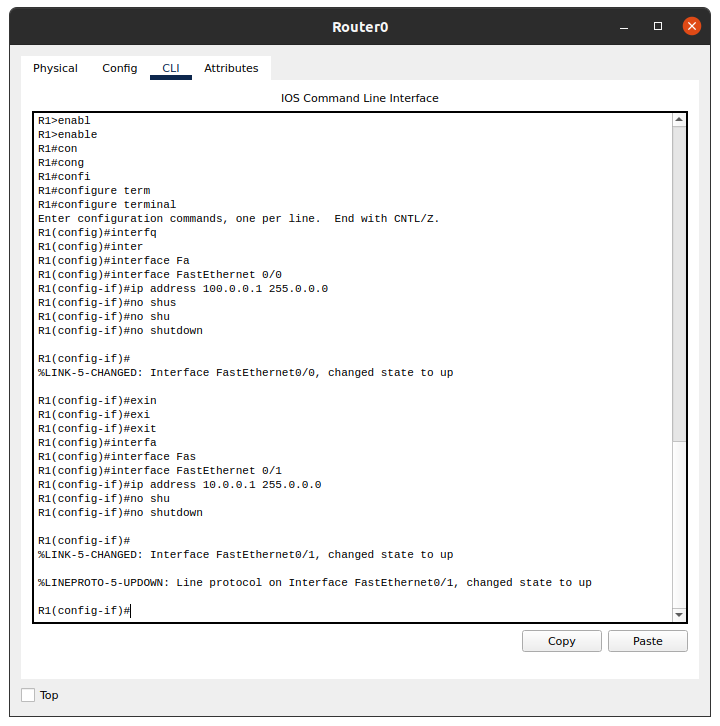 Router0
Physical Config CLI Attributes
IOS Command Line Interface
R1>enabl
R1>enable
R1#con
R1#cong
R1#confi
R1#configure term
R1#configure terminal
Enter configuration commands, one per line.  End with CNTL/Z.
R1(config)#interfq
R1(config)#inter
R1(config)#interface Fa
R1(config)#interface FastEthernet 0/0
R1(config-if)#ip address 100.0.0.1 255.0.0.0
R1(config-if)#no shus
R1(config-if)#no shu
R1(config-if)#no shutdown
R1(config-if)#
%LINK-5-CHANGED: Interface FastEthernet0/0, changed state to up
R1(config-if)#exin
R1(config-if)#exi
R1(config-if)#exit
R1(config)#interfa
R1(config)#interface Fas
R1(config)#interface FastEthernet 0/1
R1(config-if)#ip address 10.0.0.1 255.0.0.0
R1(config-if)#no shu
R1(config-if)#no shutdown
R1(config-if)#
%LINK-5-CHANGED: Interface FastEthernet0/1, changed state to up
%LINEPROTO-5-UPDOWN: Line protocol on Interface FastEthernet0/1, changed state to up
R1(config-if)#
Copy Paste
Top